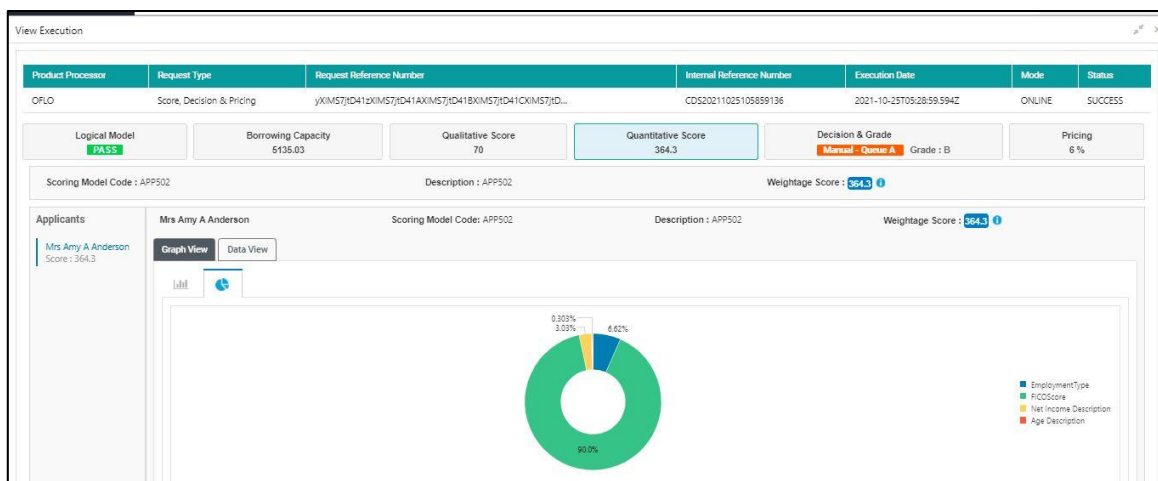 View Execution
Product Processor Request Type Request Reference Number Internal Reference Number Execution Date Mode Status
OFLO Score, Decision & Pricing yXIMS7jtD41zXIMS7jtD41AXIMS7jtD41BXIMS7jtD41CXIMS7jtD... CDS20211025105859136 2021-10-25T05:28:59.594Z ONLINE SUCCESS
Logical Model Borrowing Capacity Qualitative Score Quantitative Score Decision & Grade Pricing
PASS 5135.03 70 364.3 Manual - Queue A Grade : B 6 %
Scoring Model Code : APP502 Description : APP502 Weightage Score : 364.3
Applicants Mrs Amy A Anderson Scoring Model Code: APP502 Description : APP502 Weightage Score : 364.3
Mrs Amy A Anderson
Score : 364.3
Graph View Data View
0.303%
3.03% 6.62%
EmploymentType
FICOScore
Net Income Description
Age Description
90.0%